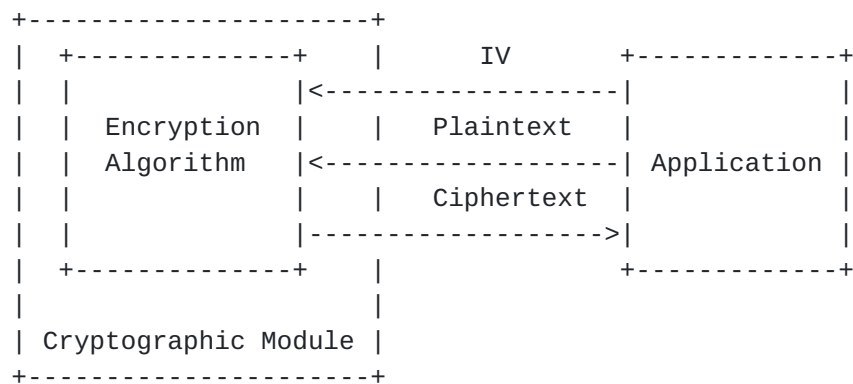 IV
Encryption Plaintext
Algorithm Application
Ciphertext
Cryptographic Module